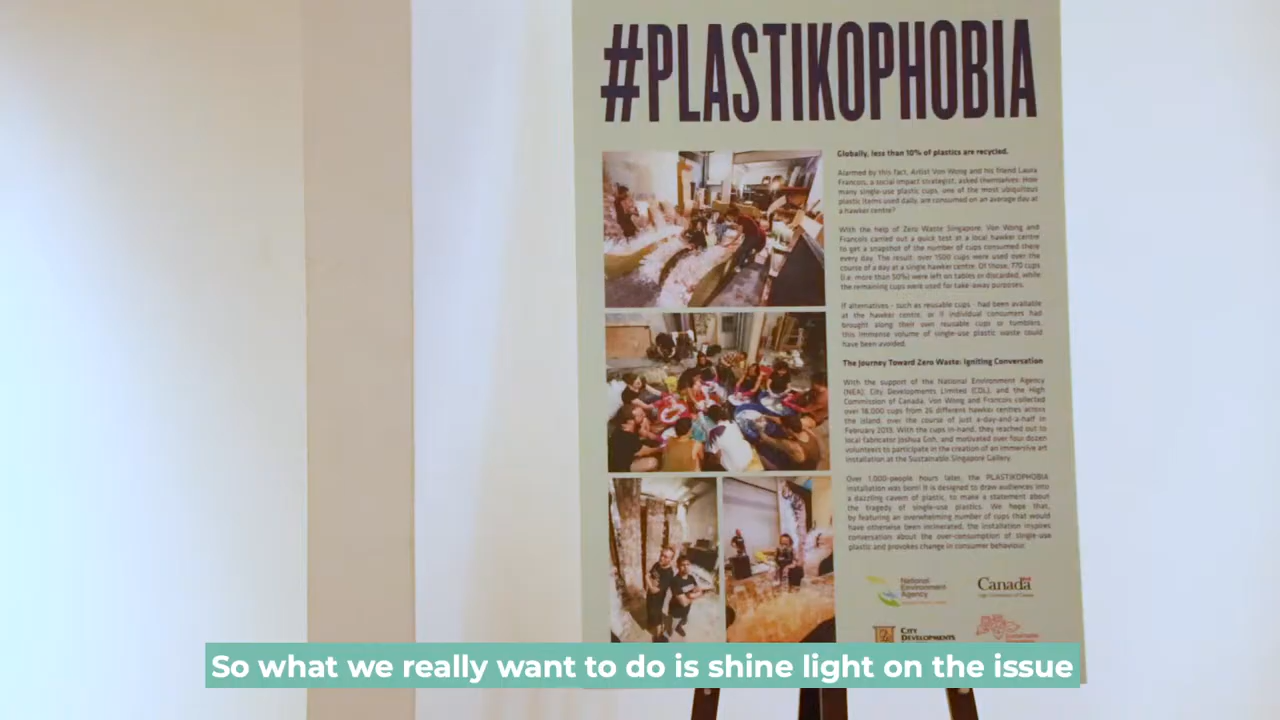 #PLASTIKOPHOBIA
Globally, less than 10% of plastics are recycled.
Alarmed by this fact, Artist Von Wong and his friend Laura
Francois, a social impact strategist, asked themselves: How
many single-use plastic cups, one of the most ubiquitous
plastic items used daily, are consumed on an average day at
a hawker centre?
With the help of Zero Waste Singapore, Von Wong and
Francois carried out a quick test at a local hawker centre
to get a snapshot of the number of cups consumed there
every day. The result: over 1500 cups were used over the
course of a day at a single hawker centre. Of those, 770 cups
(i.e. more than 50%) were left on tables or discarded, while
the remaining cups were used for take-away purposes.
If alternatives - such as reusable cups - had been available
at the hawker centre, or if individual consumers had
brought along their own reusable cups or tumblers,
this immense volume of single-use plastic waste could
have been avoided.
The Journey Toward Zero Waste: Igniting Conversation
With the support of the National Environment Agency
(NEA), City Developments Limited (CDL), and the High
Commission of Canada, Von Wong and Francois collected
over 18,000 cups from 26 different hawker centres across
the island, over the course of just a-day-and-a-half in
February 2019. With the cups in-hand, they reached out to
local fabricator Joshua Goh, and motivated over four dozen
volunteers to participate in the creation of an immersive art
installation at the Sustainable Singapore Gallery.
Over 1,000-people hours later, the PLASTIKOPHOBIA
installation was born! It is designed to draw audiences into
a dazzling cavern of plastic, to make a statement about
the tragedy of single-use plastics. We hope that,
by featuring an overwhelming number of cups that would
have otherwise been incinerated, the installation inspires
conversation about the over-consumption of single-use
plastic and provokes change in consumer behaviour.
National
Environment
Agency
Canada
CITY
DEVELOPMENTS
So what we really want to do is shine light on the issue